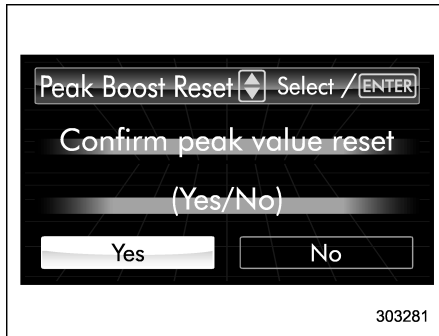 Peak Boost Reset Select / ENTER
Confirm peak value reset
(Yes/No)
Yes No
303281